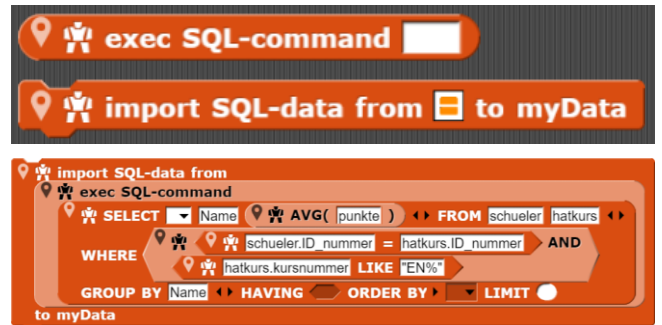 exec SQL-command
import SQL-data from to myData
import SQL-data from
exec SQL-command
SELECT Name AVG( punkte ) FROM schueler hatkurs
WHERE schueler.ID_nummer = hatkurs.ID_nummer AND
hatkurs.kursnummer LIKE "EN%"
GROUP BY Name HAVING ORDER BY LIMIT
to myData